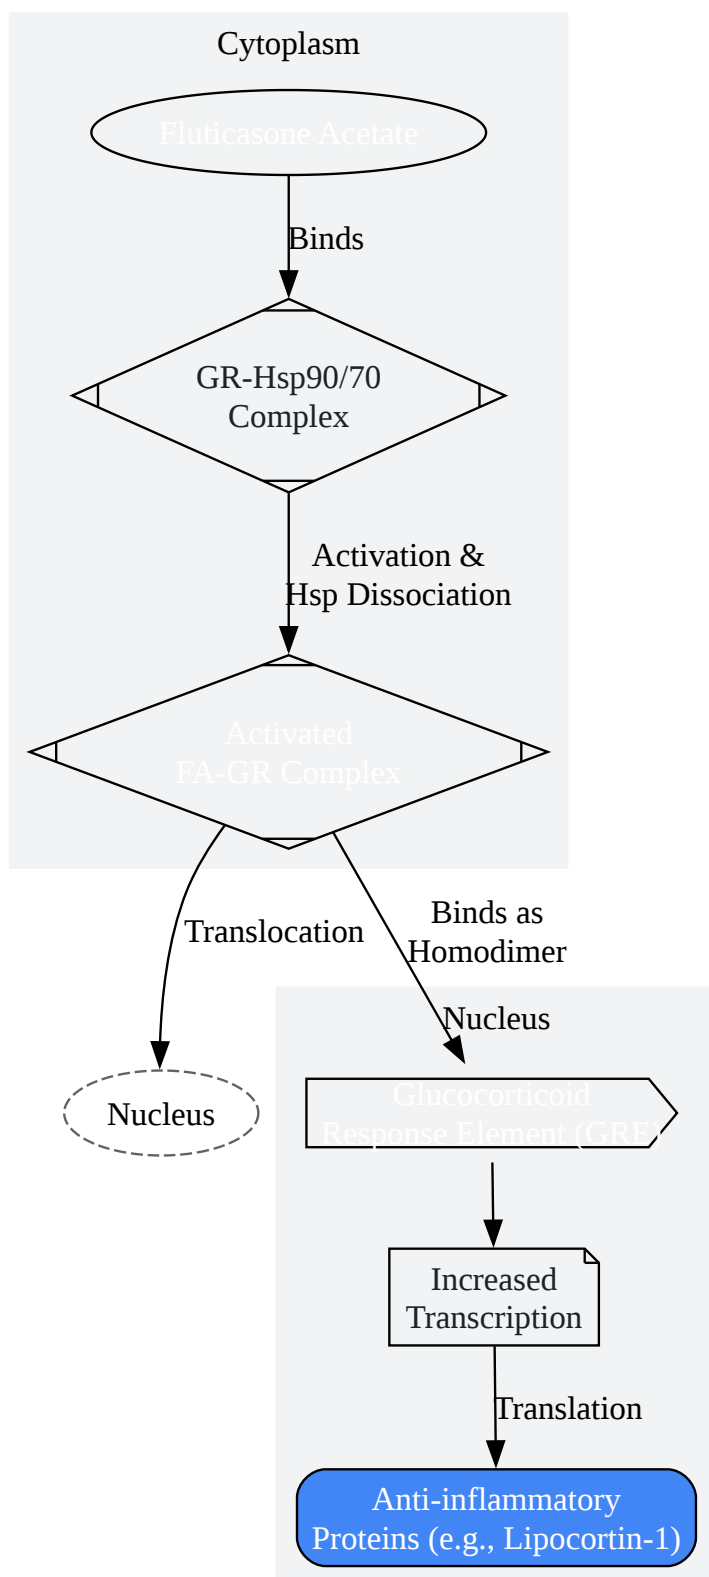 Cytoplasm
Fluticasone Acetate
Binds
GR-Hsp90/70
Complex
Activation &
Hsp Dissociation
Activated
FA-GR Complex
Translocation
Binds as
Homodimer
Nucleus
Nucleus
Glucocorticoid
Response Element (GRE)
Increased
Transcription
Translation
Anti-inflammatory
Proteins (e.g., Lipocortin-1)